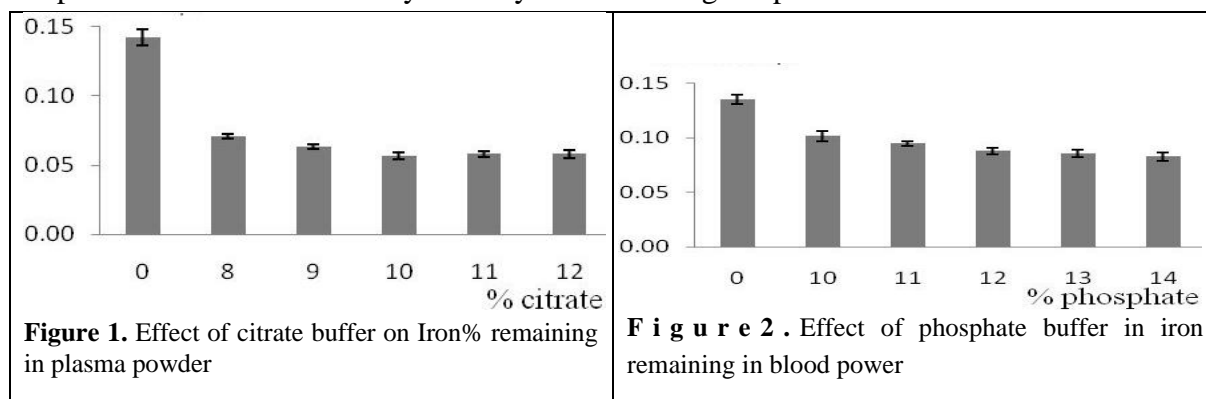 0.15
0.10
0.05
0.00
0 8 9 10 11 12
% citrate
Figure 1. Effect of citrate buffer on Iron% remaining
in plasma powder
0.15
0.10
0.05
0.00
0 10 11 12 13 14
% phosphate
F i g u r e 2 . Effect of phosphate buffer in iron
remaining in blood power